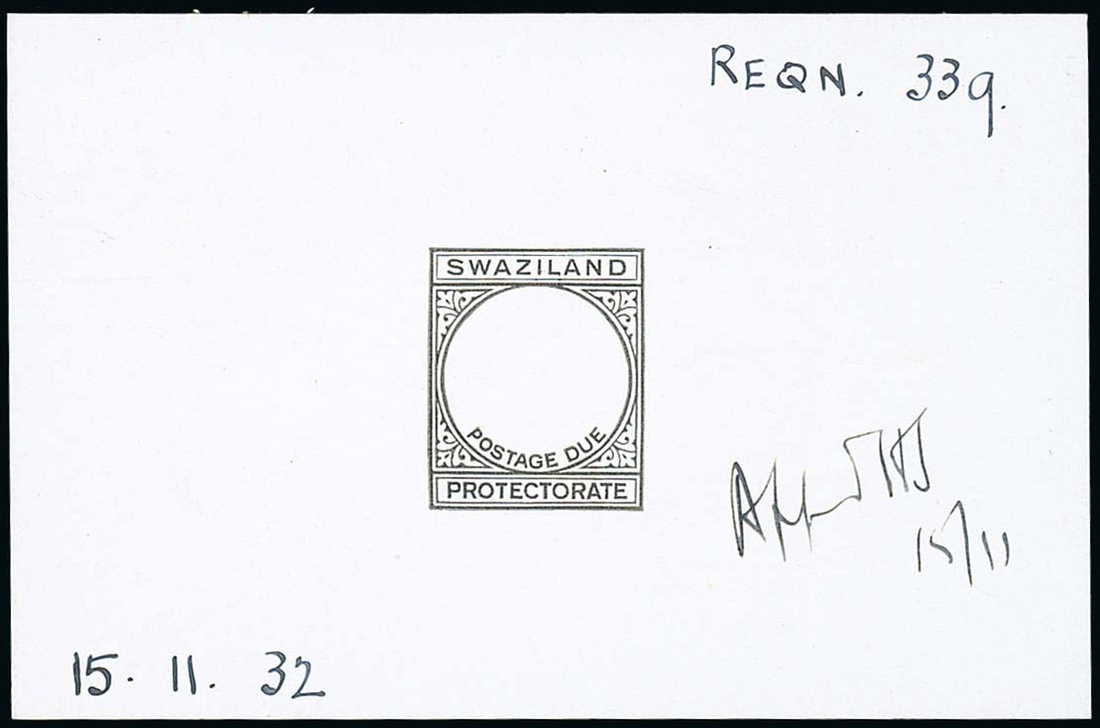 REQN. 339.
SWAZILAND
POSTAGE DUE
PROTECTORATE
15/11
15. 11. 32